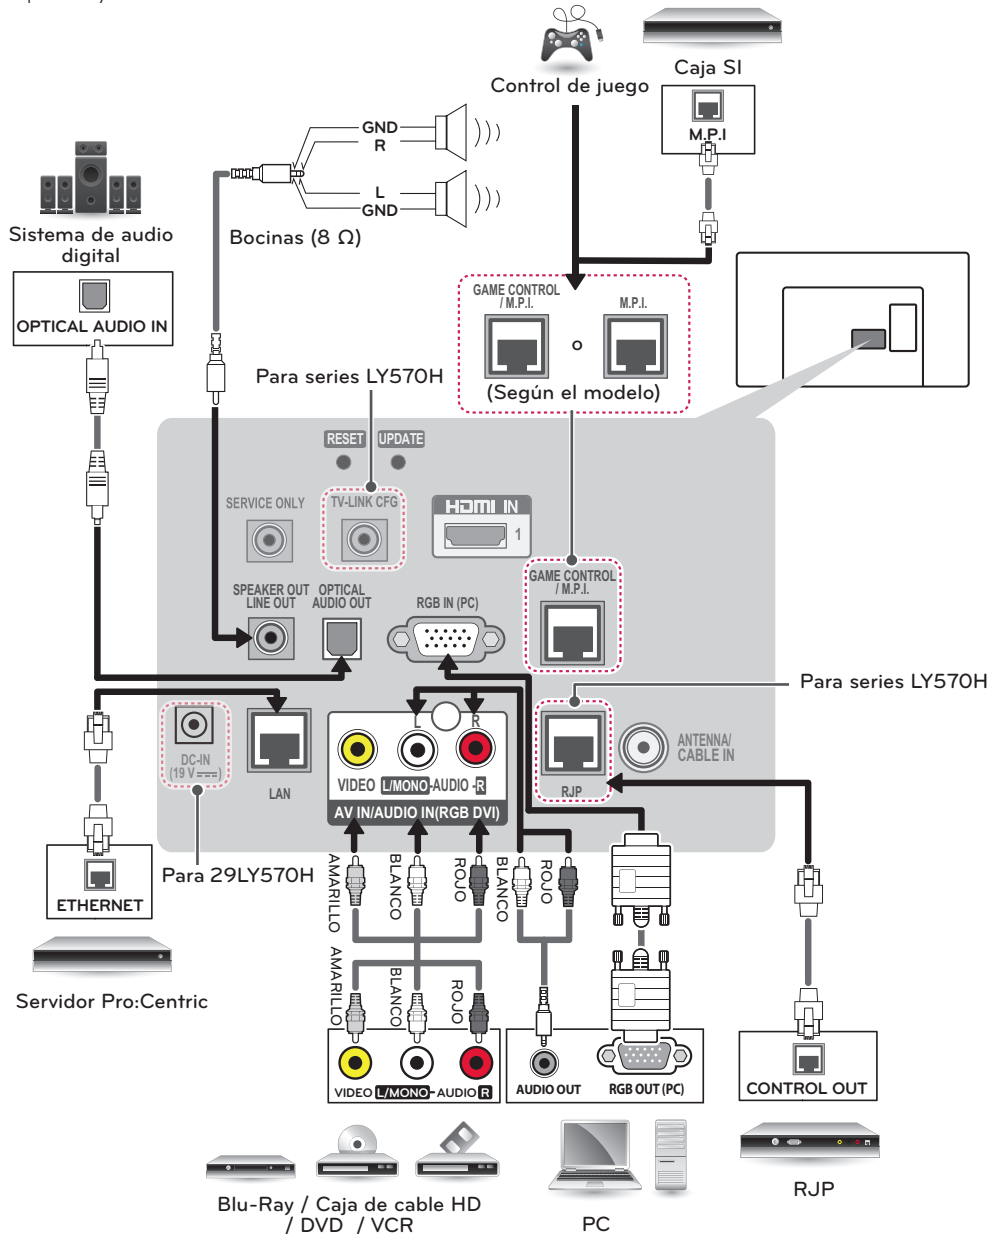 Control de juego
Caja SI
M.P.I
GND
R
L
GND
Bocinas (8 Ω)
Sistema de audio
digital
OPTICAL AUDIO IN
GAME CONTROL
/ M.P.I.
M.P.I.
o
(Según el modelo)
Para series LY570H
RESET
UPDATE
SERVICE ONLY
TV-LINK CFG
HDMI IN
1
SPEAKER OUT
LINE OUT
OPTICAL
AUDIO OUT
RGB IN (PC)
GAME CONTROL
/ M.P.I.
Para series LY570H
DC-IN
(19 V )
LAN
L
R
VIDEO L/MONO-AUDIO -R
AV IN/AUDIO IN(RGB DVI)
RJP
ANTENNA/
CABLE IN
Para 29LY570H
AMARILLO
BLANCO
ROJO
BLANCO
ROJO
ETHERNET
Servidor Pro:Centric
AMARILLO
BLANCO
ROJO
VIDEO L/MONO-AUDIO R
AUDIO OUT
RGB OUT (PC)
CONTROL OUT
Blu-Ray / Caja de cable HD
/ DVD / VCR
PC
RJP